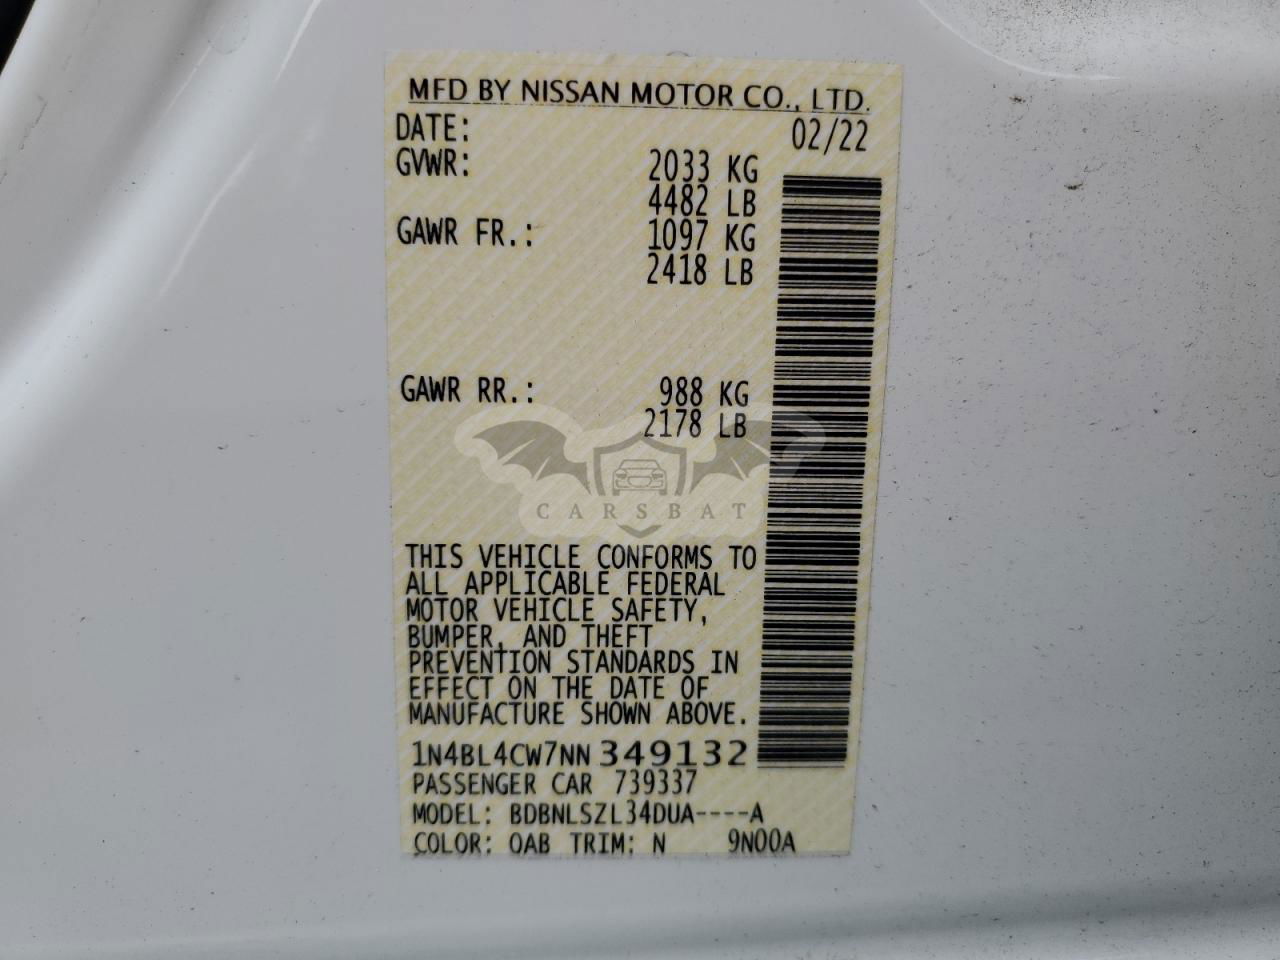 MFD BY NISSAN MOTOR CO., LTD.
DATE: 02/22
GVWR: 2033 KG
4482 LB
GAWR FR.: 1097 KG
2418 LB
GAWR RR.: 988 KG
2178 LB
CARSBAT
THIS VEHICLE CONFORMS TO
ALL APPLICABLE FEDERAL
MOTOR VEHICLE SAFETY,
BUMPER, AND THEFT
PREVENTION STANDARDS IN
EFFECT ON THE DATE OF
MANUFACTURE SHOWN ABOVE.
1N4BL4CW7NN349132
PASSENGER CAR 739337
MODEL: BDBNLSZL34DUA----A
COLOR: QAB TRIM: N 9N00A